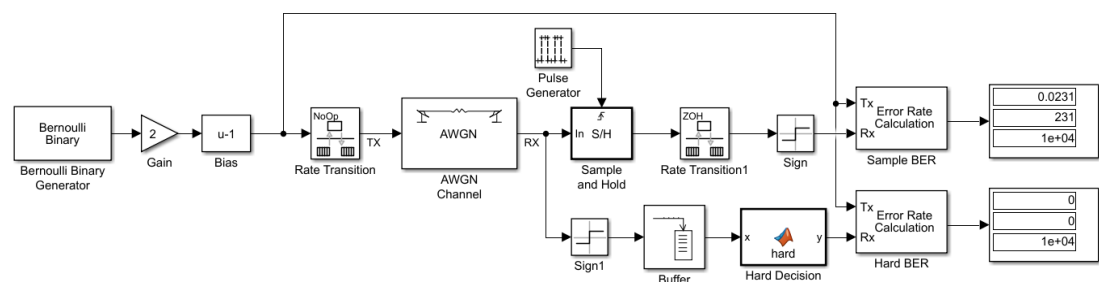 Bernoulli
Binary
Bernoulli Binary
Generator
2
Gain
u-1
Bias
NoOp
Rate Transition
TX
AWGN
AWGN
Channel
RX
Pulse
Generator
In
S/H
Sample
and Hold
ZOH
Rate Transition1
Sign
Tx
Rx
Error Rate
Calculation
Sample BER
0.0231
231
1e+04
Sign1
Buffer
x
hard
y
Hard Decision
Tx
Rx
Error Rate
Calculation
Hard BER
0
0
1e+04